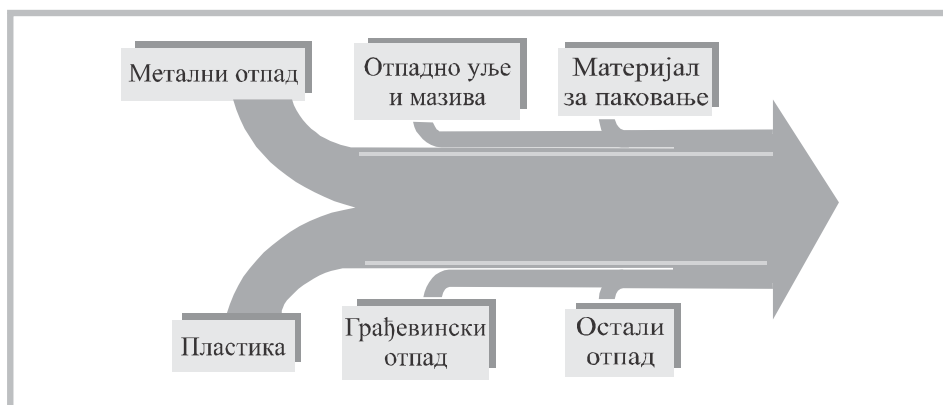 Метални отпад
Отпадно уље
и мазива
Материјал
за паковање
Пластика
Грађевински
отпад
Остали
отпад